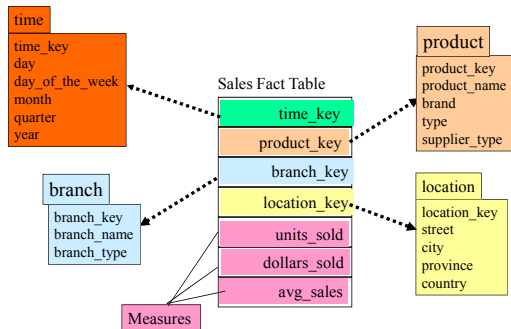 time
time_key
day
day_of_the_week
month
quarter
year
product
product_key
product_name
brand
type
supplier_type
Sales Fact Table
time_key
product_key
branch_key
location_key
units_sold
dollars_sold
avg_sales
branch
branch_key
branch_name
branch_type
location
location_key
street
city
province
country
Measures